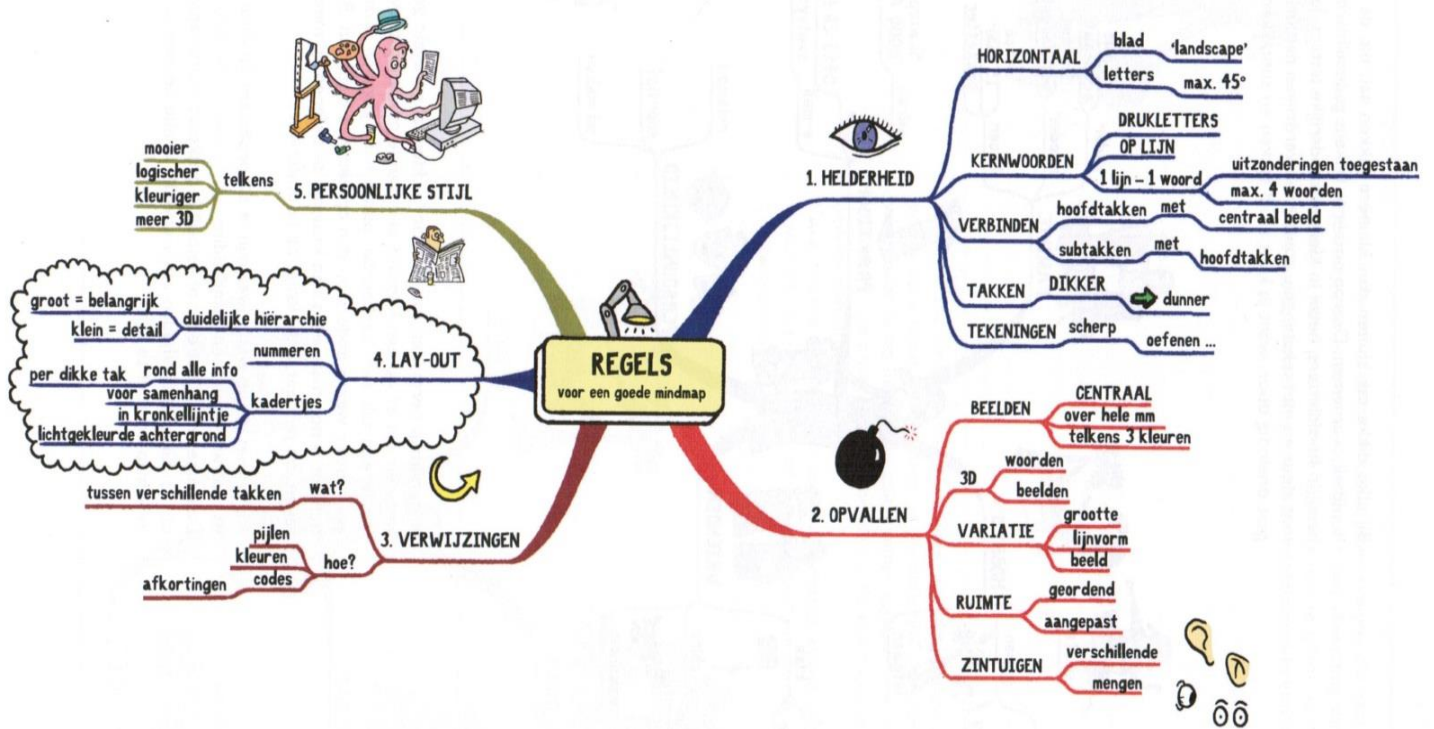 REGELS
voor een goede mindmap
1. HELDERHEID
HORIZONTAAL
blad
'landscape'
letters
max. 45°
KERNWOORDEN
DRUKLETTERS
OP LIJN
1 lijn – 1 woord
uitzonderingen toegestaan
max. 4 woorden
VERBINDEN
hoofdtakken
met
centraal beeld
subtakken
met
hoofdtakken
TAKKEN
DIKKER
dunner
TEKENINGEN
scherp
oefenen ...
2. OPVALLEN
BEELDEN
CENTRAAL
over hele mm
telkens 3 kleuren
3D
woorden
beelden
VARIATIE
grootte
lijnvorm
beeld
RUIMTE
geordend
aangepast
ZINTUIGEN
verschillende
mengen
3. VERWIJZINGEN
wat?
tussen verschillende takken
hoe?
pijlen
kleuren
codes
afkortingen
4. LAY-OUT
duidelijke hiërarchie
groot = belangrijk
klein = detail
nummeren
kadertjes
rond alle info
per dikke tak
voor samenhang
in kronkellijntje
lichtgekleurde achtergrond
5. PERSOONLIJKE STIJL
telkens
mooier
logischer
kleuriger
meer 3D